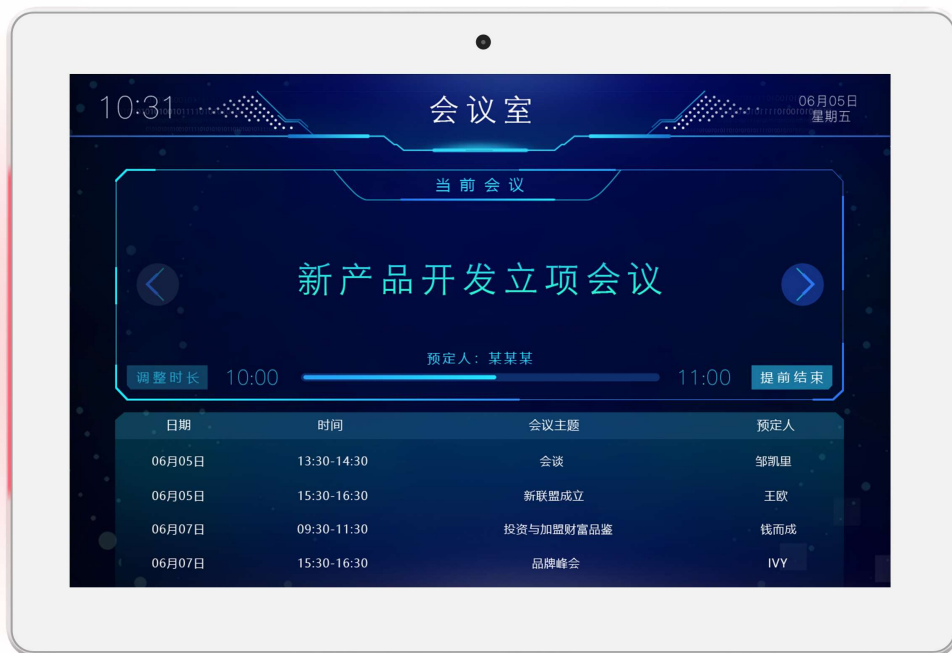 10:31
会议室
06月05日
星期五
当前会议
新产品开发立项会议
预定人：某某某
调整时长 10:00 11:00 提前结束
日期 时间 会议主题 预定人
06月05日 13:30-14:30 会谈 邹凯里
06月05日 15:30-16:30 新联盟成立 王欧
06月07日 09:30-11:30 投资与加盟财富品鉴 钱而成
06月07日 15:30-16:30 品牌峰会 IVY